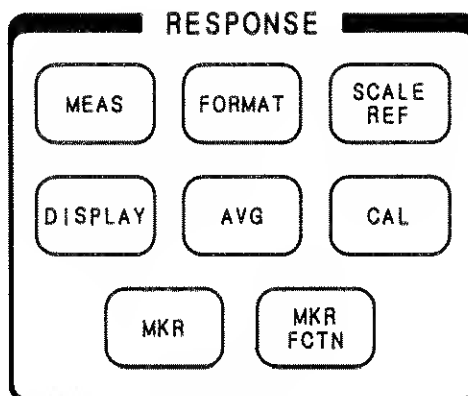 RESPONSE
MEAS FORMAT SCALE
REF
DISPLAY AVG CAL
MKR MKR
FCTN